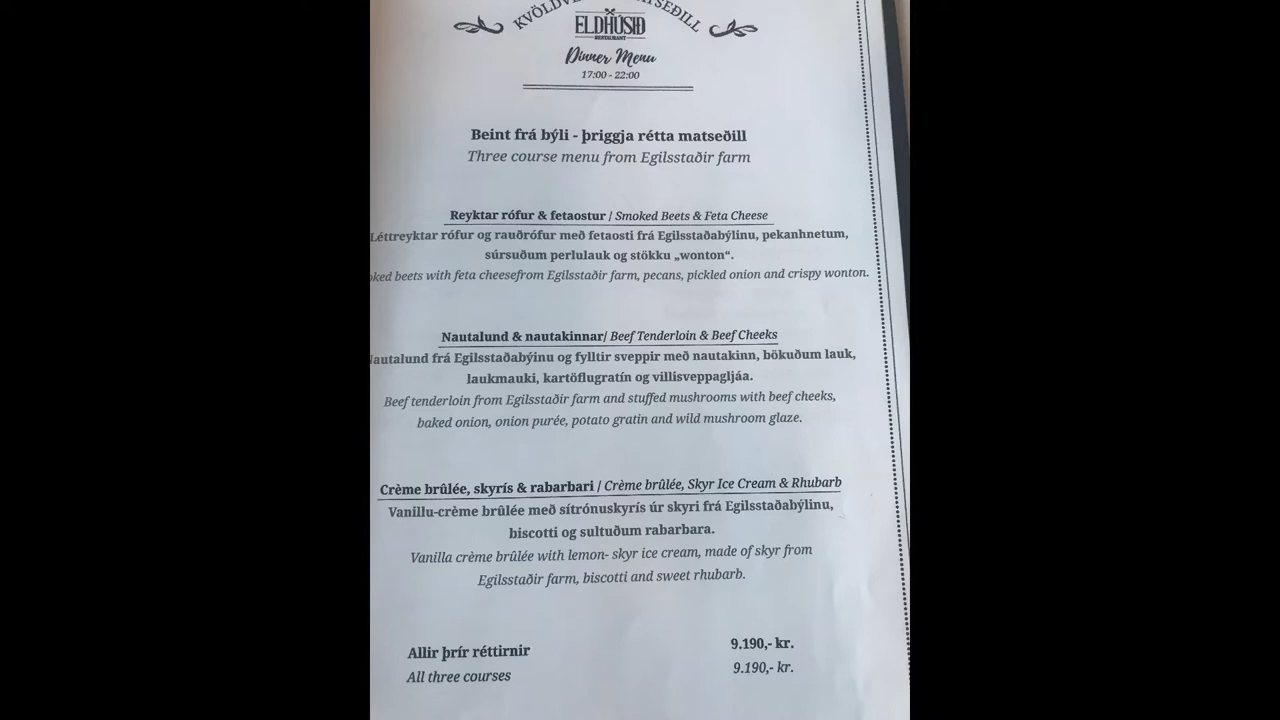 ELDHÚSIÐ
RESTAURANT
Dinner Menu
17:00 - 22:00
Beint frá býli - þriggja rétta matseðill
Three course menu from Egilsstaðir farm
Reyktar rófur & fetaostur / Smoked Beets & Feta Cheese
Léttreyktar rófur og rauðrófur með fetaosti frá Egilsstaðabýlinu, pekanhnetum,
súrsuðum perlulauk og stökku „wonton“.
beets with feta cheesefrom Egilsstaðir farm, pecans, pickled onion and crispy wonton.
Nautalund & nautakinnar/ Beef Tenderloin & Beef Cheeks
Nautalund frá Egilsstaðabýinu og fylltir sveppir með nautakinn, bökuðum lauk,
laukmauki, kartöflugratín og villisveppagljáa.
Beef tenderloin from Egilsstaðir farm and stuffed mushrooms with beef cheeks,
baked onion, onion purée, potato gratin and wild mushroom glaze.
Crème brûlée, skyrís & rabarbari / Crème brûlée, Skyr Ice Cream & Rhubarb
Vanillu-crème brûlée með sítrónuskyrís úr skyri frá Egilsstaðabýlinu,
biscotti og sultuðum rabarbara.
Vanilla crème brûlée with lemon- skyr ice cream, made of skyr from
Egilsstaðir farm, biscotti and sweet rhubarb.
Allir þrír réttirnir 9.190,- kr.
All three courses 9.190,- kr.